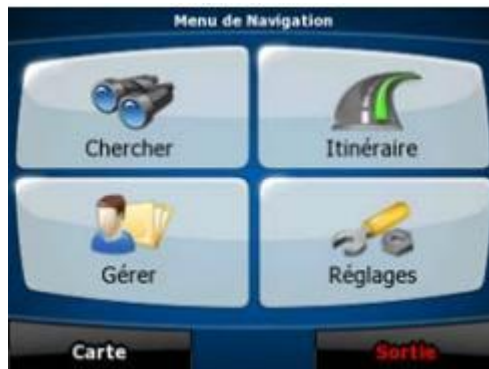 Menu de Navigation
Chercher
Itinéraire
Gérer
Réglages
Carte
Sortie